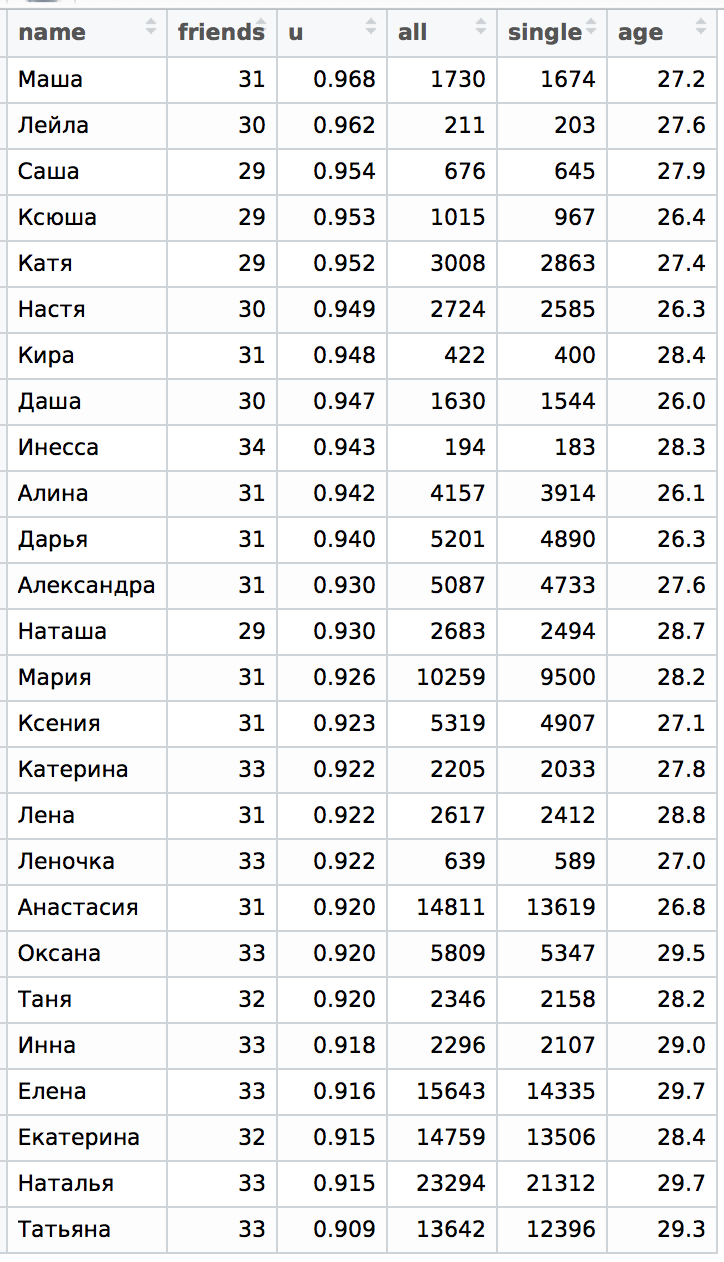 name friends u all single age
Маша 31 0.968 1730 1674 27.2
Лейла 30 0.962 211 203 27.6
Саша 29 0.954 676 645 27.9
Ксюша 29 0.953 1015 967 26.4
Катя 29 0.952 3008 2863 27.4
Настя 30 0.949 2724 2585 26.3
Кира 31 0.948 422 400 28.4
Даша 30 0.947 1630 1544 26.0
Инесса 34 0.943 194 183 28.3
Алина 31 0.942 4157 3914 26.1
Дарья 31 0.940 5201 4890 26.3
Александра 31 0.930 5087 4733 27.6
Наташа 29 0.930 2683 2494 28.7
Мария 31 0.926 10259 9500 28.2
Ксения 31 0.923 5319 4907 27.1
Катерина 33 0.922 2205 2033 27.8
Лена 31 0.922 2617 2412 28.8
Леночка 33 0.922 639 589 27.0
Анастасия 31 0.920 14811 13619 26.8
Оксана 33 0.920 5809 5347 29.5
Таня 32 0.920 2346 2158 28.2
Инна 33 0.918 2296 2107 29.0
Елена 33 0.916 15643 14335 29.7
Екатерина 32 0.915 14759 13506 28.4
Наталья 33 0.915 23294 21312 29.7
Татьяна 33 0.909 13642 12396 29.3